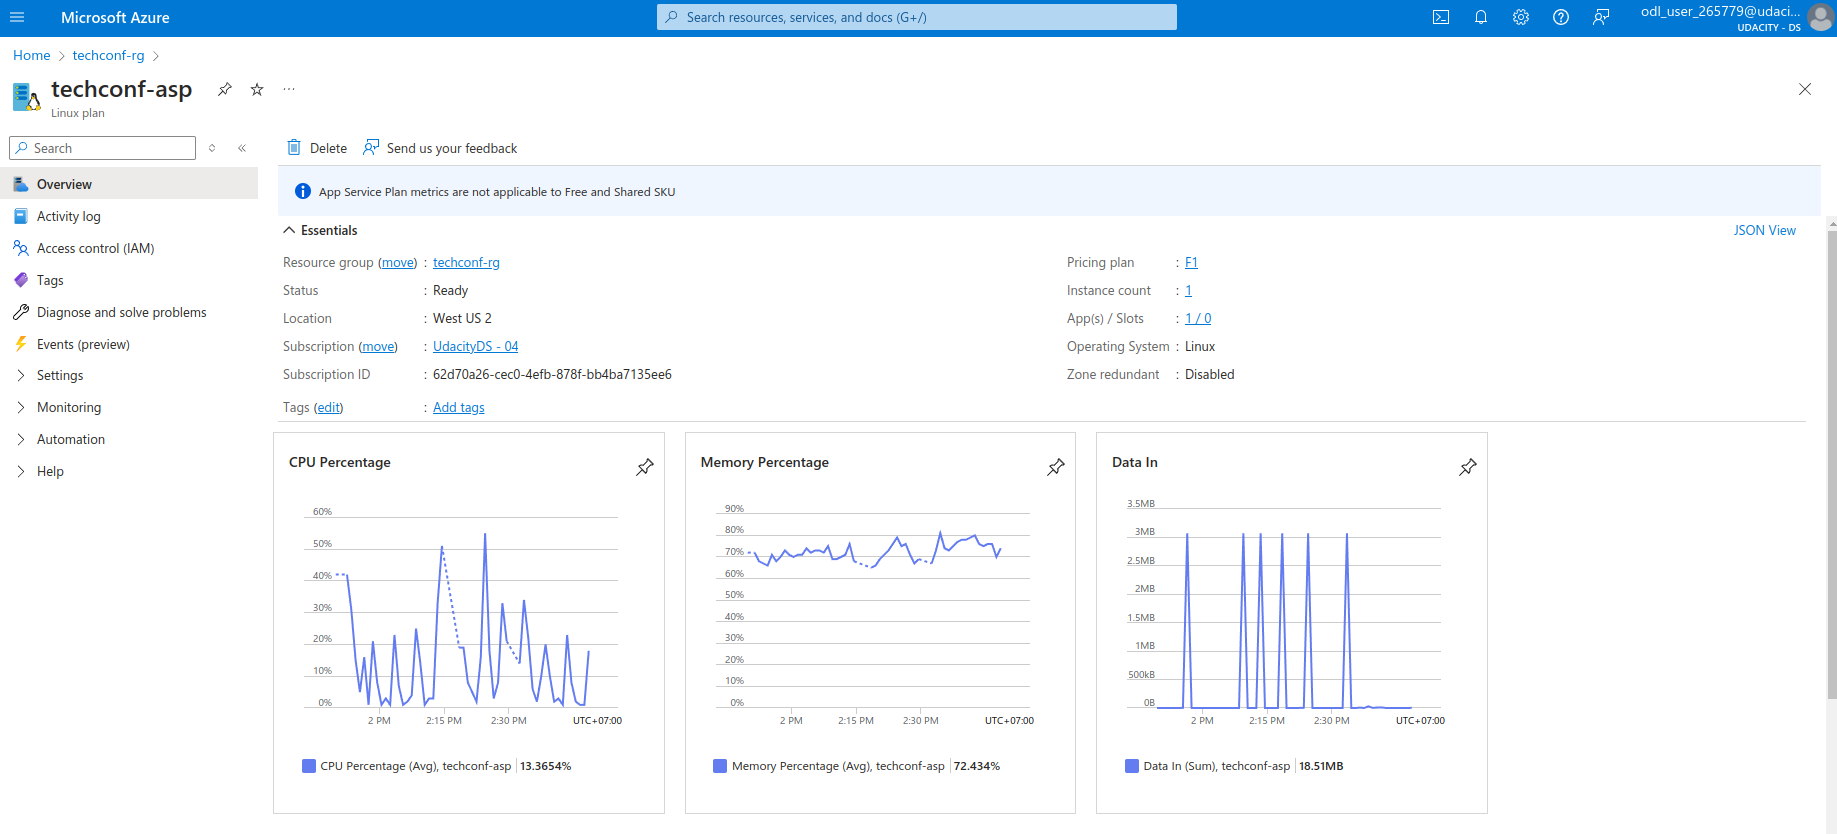 Microsoft Azure
Search resources, services, and docs (G+/)
odl_user_265779@udaci...
UDACITY - DS
Home > techconf-rg >
techconf-asp
...
Linux plan
Search
Delete
Send us your feedback
Overview
Activity log
Access control (IAM)
Tags
Diagnose and solve problems
Events (preview)
Settings
Monitoring
Automation
Help
App Service Plan metrics are not applicable to Free and Shared SKU
Essentials
JSON View
Resource group (move) : techconf-rg
Status : Ready
Location : West US 2
Subscription (move) : UdacityDS - 04
Subscription ID : 62d70a26-cec0-4efb-878f-bb4ba7135ee6
Tags (edit) : Add tags
Pricing plan : F1
Instance count : 1
App(s) / Slots : 1 / 0
Operating System : Linux
Zone redundant : Disabled
CPU Percentage
60%
50%
40%
30%
20%
10%
0%
2 PM 2:15 PM 2:30 PM UTC+07:00
CPU Percentage (Avg), techconf-asp 13.3654%
Memory Percentage
90%
80%
70%
60%
50%
40%
30%
20%
10%
0%
2 PM 2:15 PM 2:30 PM UTC+07:00
Memory Percentage (Avg), techconf-asp 72.434%
Data In
3.5MB
3MB
2.5MB
2MB
1.5MB
1MB
500kB
0B
2 PM 2:15 PM 2:30 PM UTC+07:00
Data In (Sum), techconf-asp 18.51MB